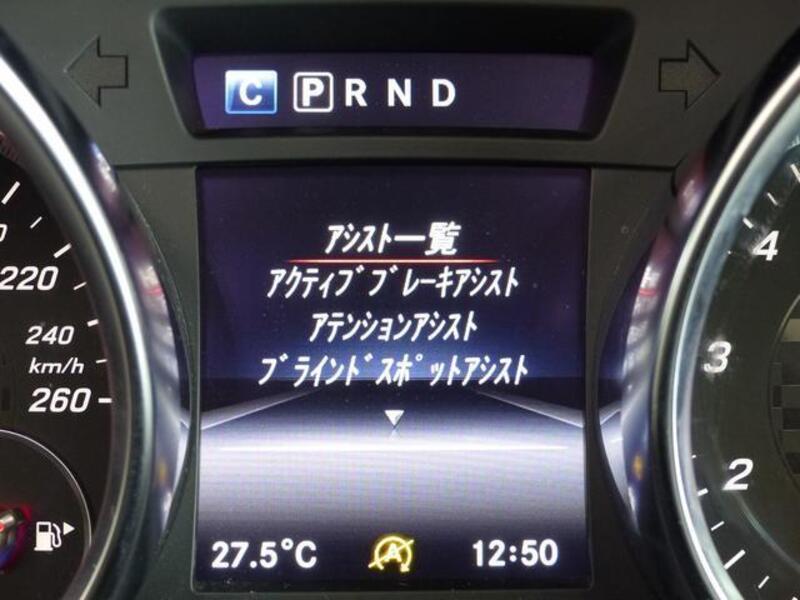 C P R N D
アシスト一覧
アクティブブレーキアシスト
アテンションアシスト
ブラインドスポットアシスト
27.5°C A 12:50
220
240
km/h
260
4
3
2